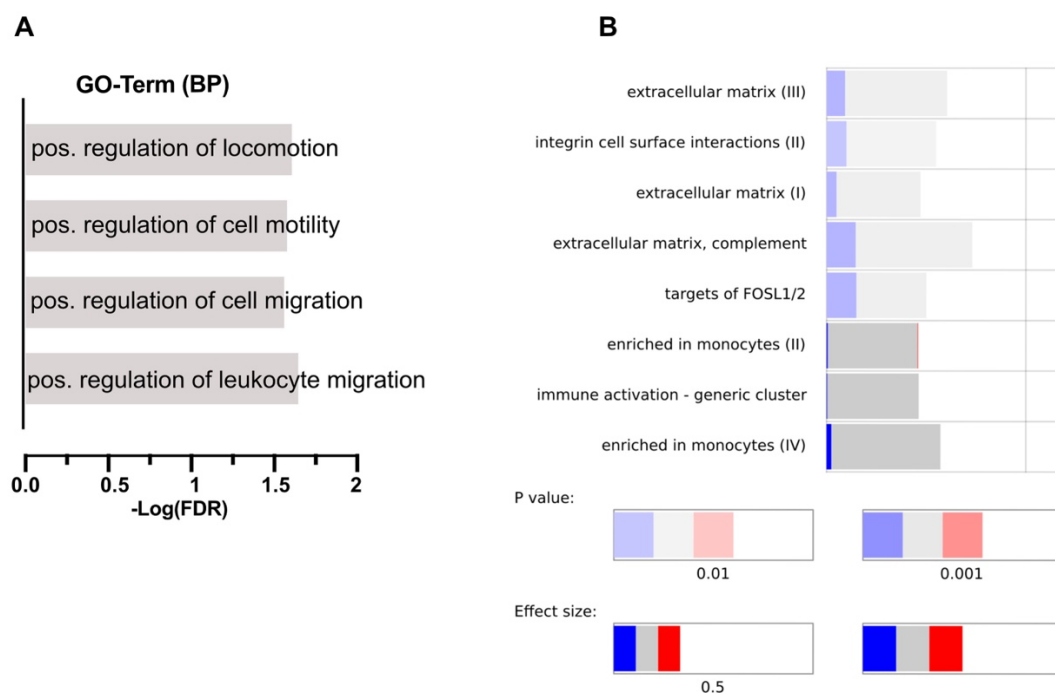 A
GO-Term (BP)
pos. regulation of locomotion
pos. regulation of cell motility
pos. regulation of cell migration
pos. regulation of leukocyte migration
0.0 0.5 1.0 1.5 2
-Log(FDR)
B
extracellular matrix (III)
integrin cell surface interactions (II)
extracellular matrix (I)
extracellular matrix, complement
targets of FOSL1/2
enriched in monocytes (II)
immune activation - generic cluster
enriched in monocytes (IV)
P value:
0.01 0.001
Effect size:
0.5